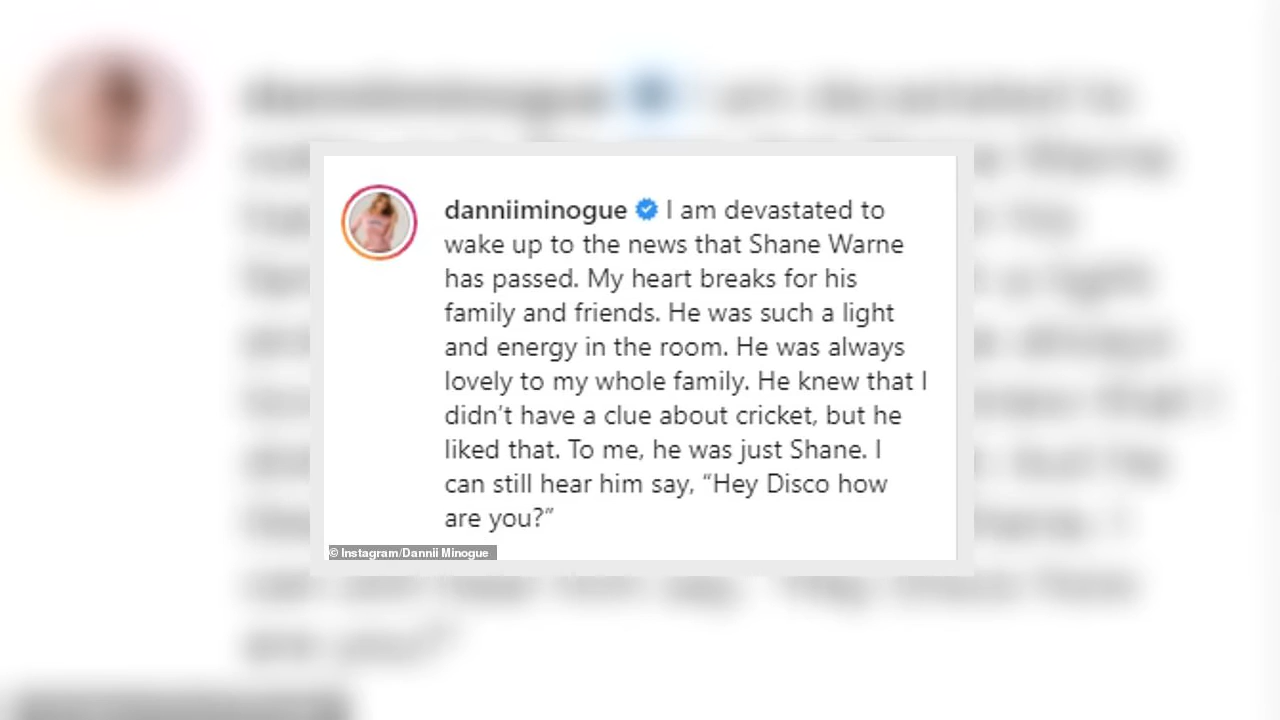 danniiminogue I am devastated to
wake up to the news that Shane Warne
has passed. My heart breaks for his
family and friends. He was such a light
and energy in the room. He was always
lovely to my whole family. He knew that I
didn’t have a clue about cricket, but he
liked that. To me, he was just Shane. I
can still hear him say, “Hey Disco how
are you?”
© Instagram/Dannii Minogue